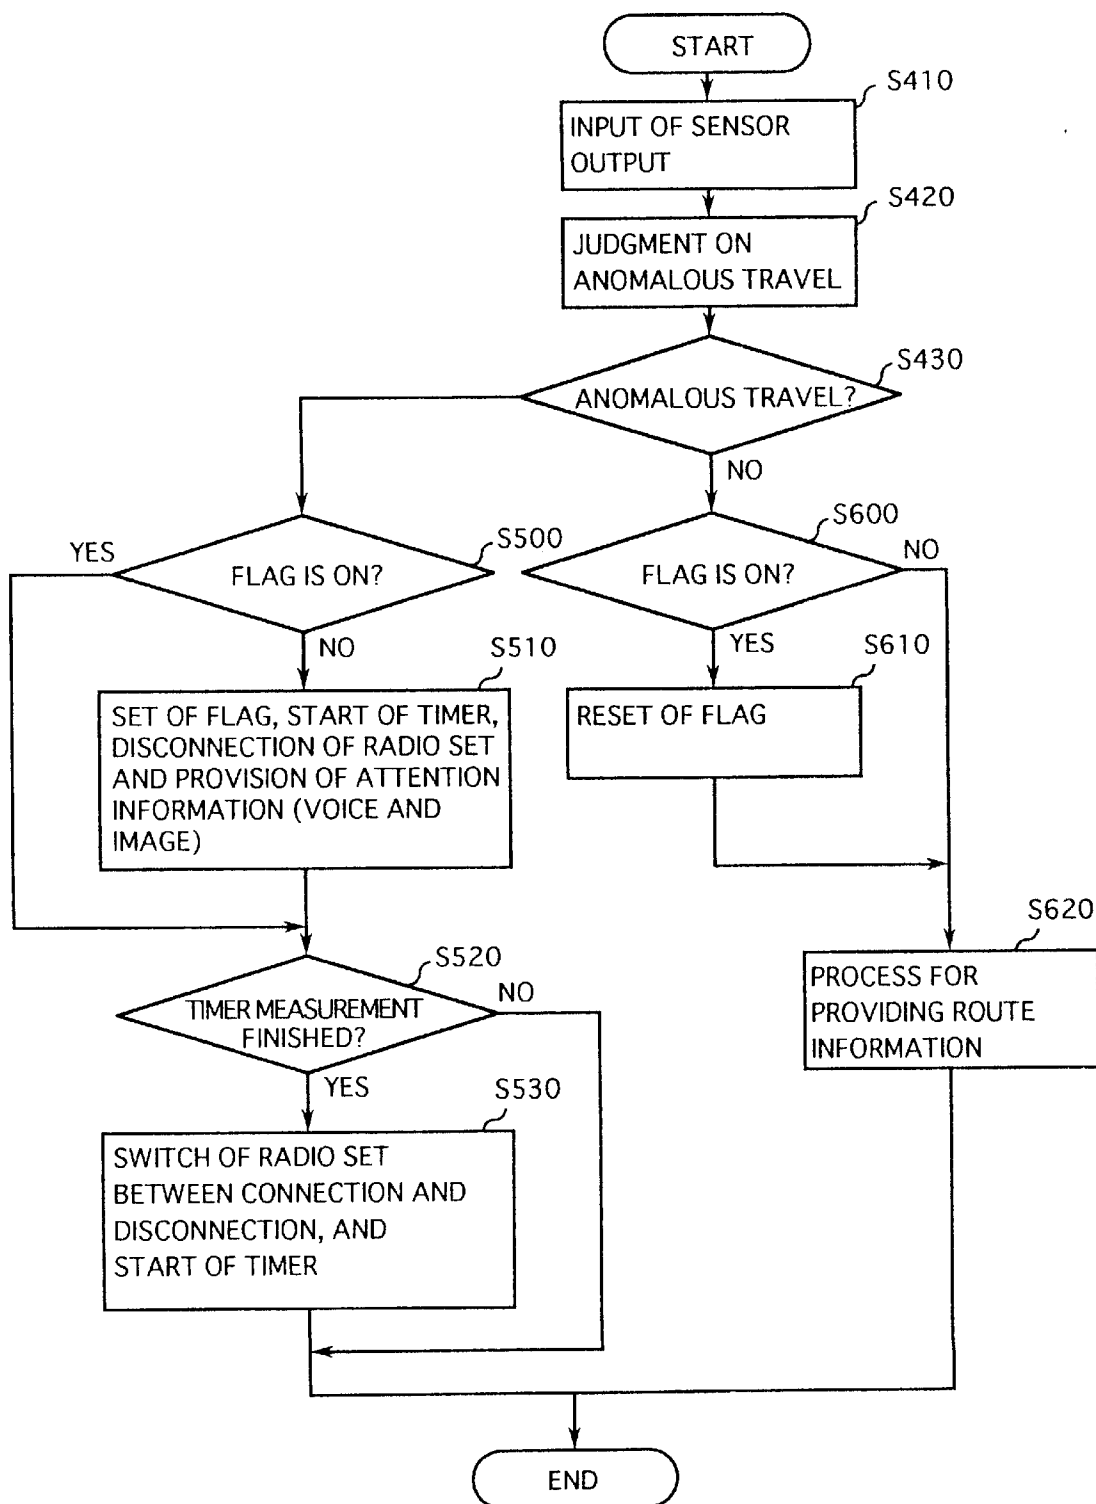 START
S410
INPUT OF SENSOR
OUTPUT
S420
JUDGMENT ON
ANOMALOUS TRAVEL
S430
ANOMALOUS TRAVEL?
NO
S500
YES
FLAG IS ON?
NO
S600
NO
FLAG IS ON?
YES
S510
SET OF FLAG, START OF TIMER,
DISCONNECTION OF RADIO SET
AND PROVISION OF ATTENTION
INFORMATION (VOICE AND
IMAGE)
S610
RESET OF FLAG
S520
TIMER MEASUREMENT
FINISHED?
NO
YES
S620
PROCESS FOR
PROVIDING ROUTE
INFORMATION
S530
SWITCH OF RADIO SET
BETWEEN CONNECTION AND
DISCONNECTION, AND
START OF TIMER
END